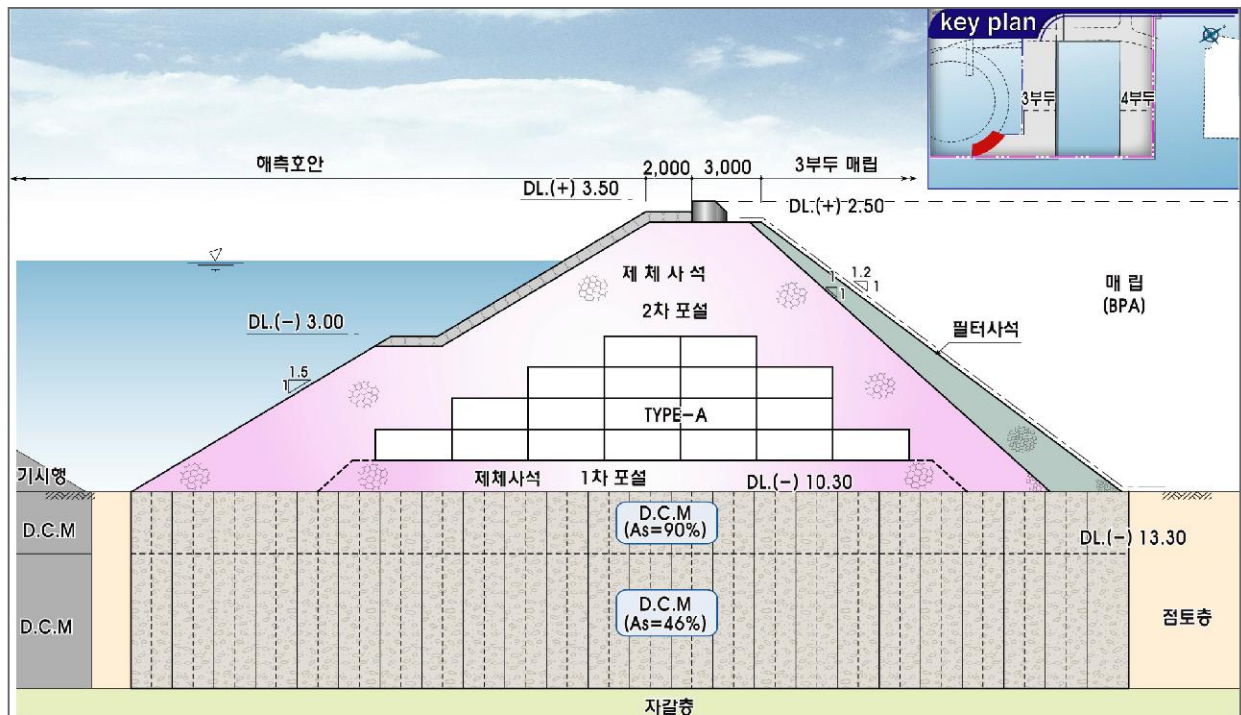 key plan
3부두
4부두
해측호안
2,000
3,000
3부두 매립
DL.(+) 3.50
DL.(+) 2.50
제체사석
2차 포설
1
1
1.2
1
매 립
(BPA)
DL.(-) 3.00
필터사석
1.5
1
TYPE-A
기시행
제체사석
1차 포설
DL.(-) 10.30
D.C.M
D.C.M
(As=90%)
DL.(-) 13.30
D.C.M
D.C.M
(As=46%)
점토층
자갈층